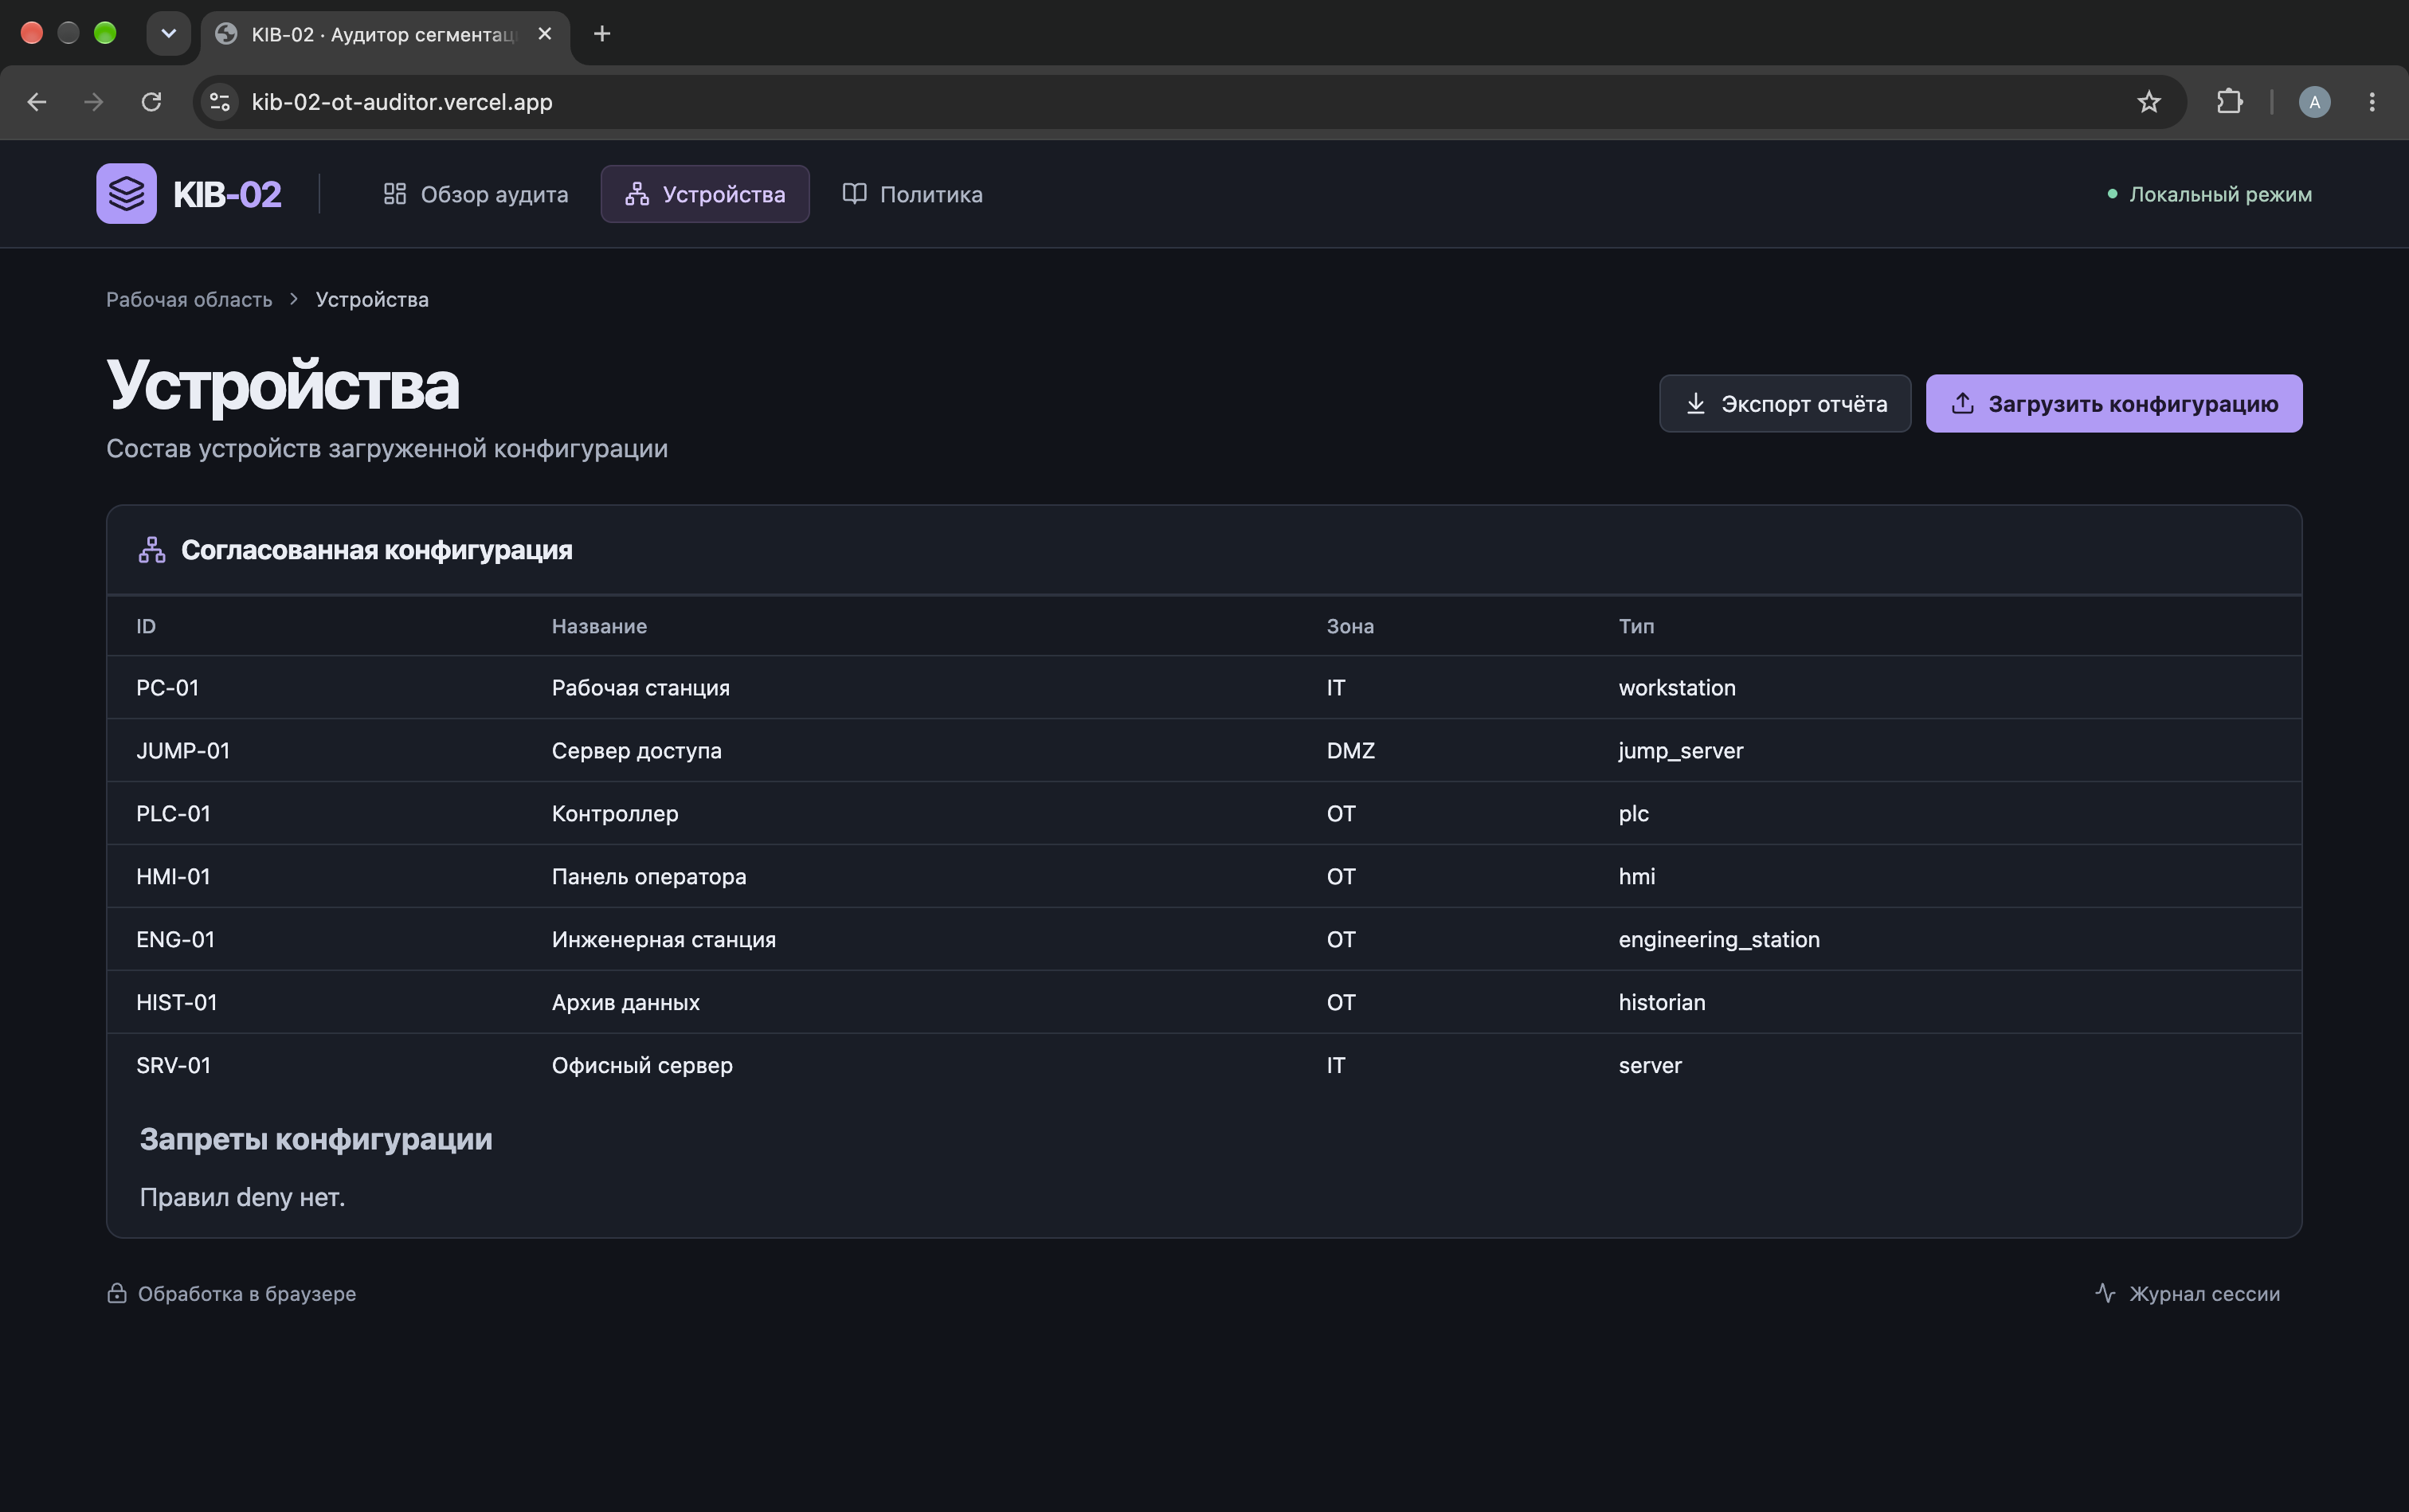 KIB-02 · Аудитор сегментац
kib-02-ot-auditor.vercel.app
A
KIB-02
Обзор аудита
Устройства
Политика
Локальный режим
Рабочая область > Устройства
Устройства
Состав устройств загруженной конфигурации
Экспорт отчёта
Загрузить конфигурацию
Согласованная конфигурация
ID Название Зона Тип
PC-01 Рабочая станция IT workstation
JUMP-01 Сервер доступа DMZ jump_server
PLC-01 Контроллер OT plc
HMI-01 Панель оператора OT hmi
ENG-01 Инженерная станция OT engineering_station
HIST-01 Архив данных OT historian
SRV-01 Офисный сервер IT server
Запреты конфигурации
Правил deny нет.
Обработка в браузере
Журнал сессии